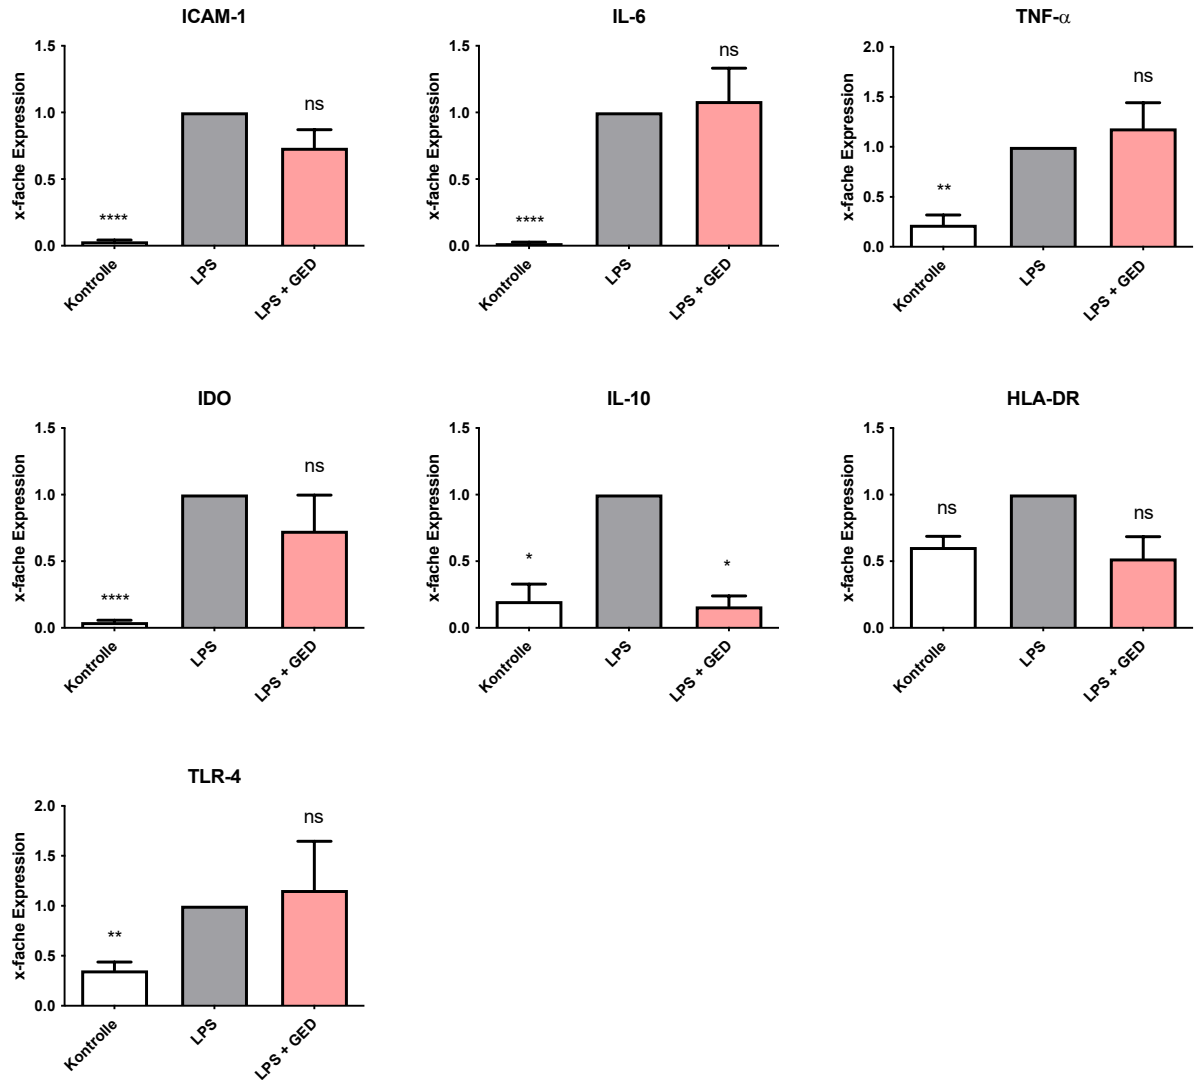 ICAM-1
x-fache Expression
1.5
1.0
0.5
0.0
****
ns
Kontrolle
LPS
LPS + GED
IL-6
x-fache Expression
1.5
1.0
0.5
0.0
****
ns
Kontrolle
LPS
LPS + GED
TNF-α
x-fache Expression
2.0
1.5
1.0
0.5
0.0
**
ns
Kontrolle
LPS
LPS + GED
IDO
x-fache Expression
1.5
1.0
0.5
0.0
****
ns
Kontrolle
LPS
LPS + GED
IL-10
x-fache Expression
1.5
1.0
0.5
0.0
*
*
Kontrolle
LPS
LPS + GED
HLA-DR
x-fache Expression
1.5
1.0
0.5
0.0
ns
ns
Kontrolle
LPS
LPS + GED
TLR-4
x-fache Expression
2.0
1.5
1.0
0.5
0.0
**
ns
Kontrolle
LPS
LPS + GED